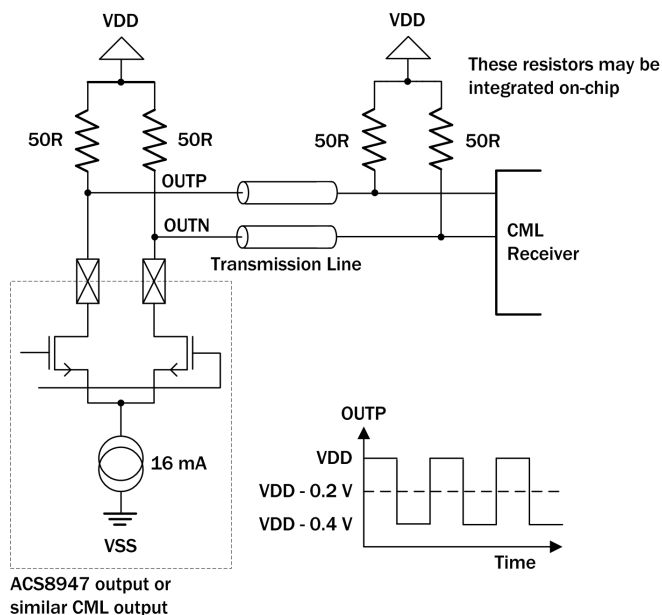 VDD
VDD
These resistors may be
integrated on-chip
50R
50R
50R
50R
OUTP
OUTN
Transmission Line
CML
Receiver
16 mA
VSS
ACS8947 output or
similar CML output
OUTP
VDD
VDD - 0.2 V
VDD - 0.4 V
Time